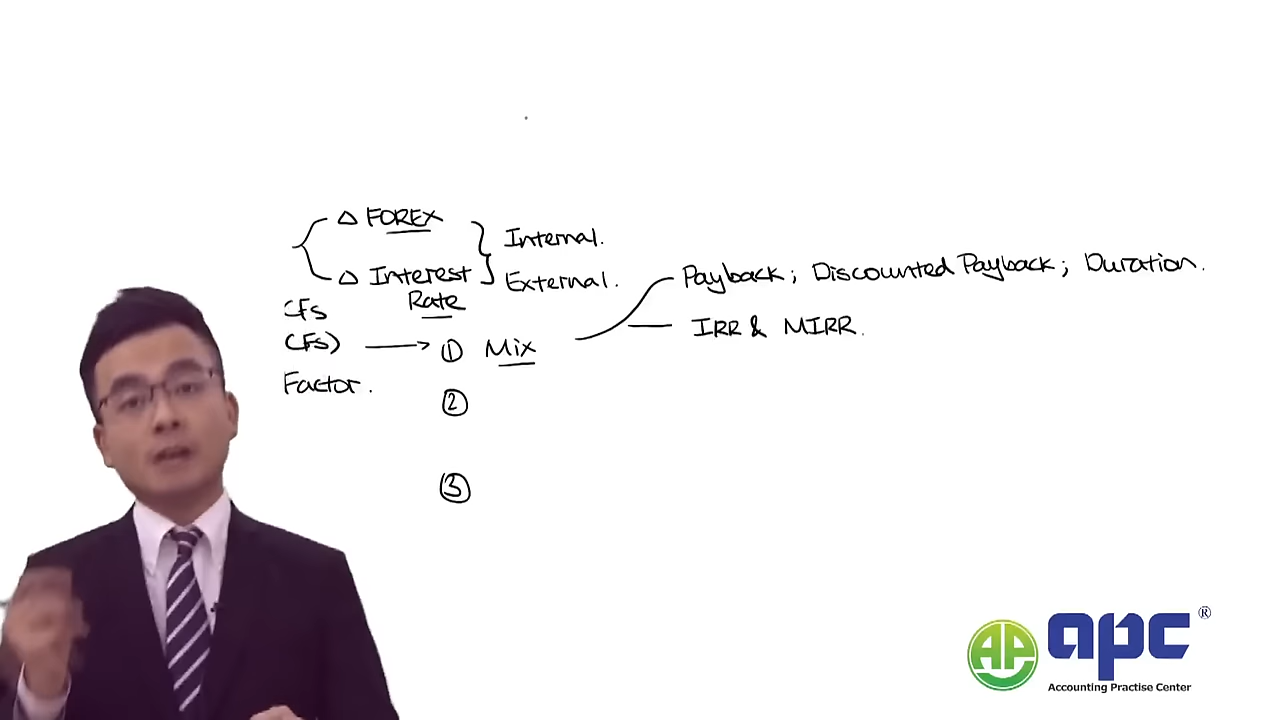 △ FOREX
Internal.
△ Interest Rate
External.
Payback; Discounted Payback; Duration.
CFs
IRR & MIRR.
CFs) → ① Mix
Factor.
②
③
AP apc ®
Accounting Practise Center